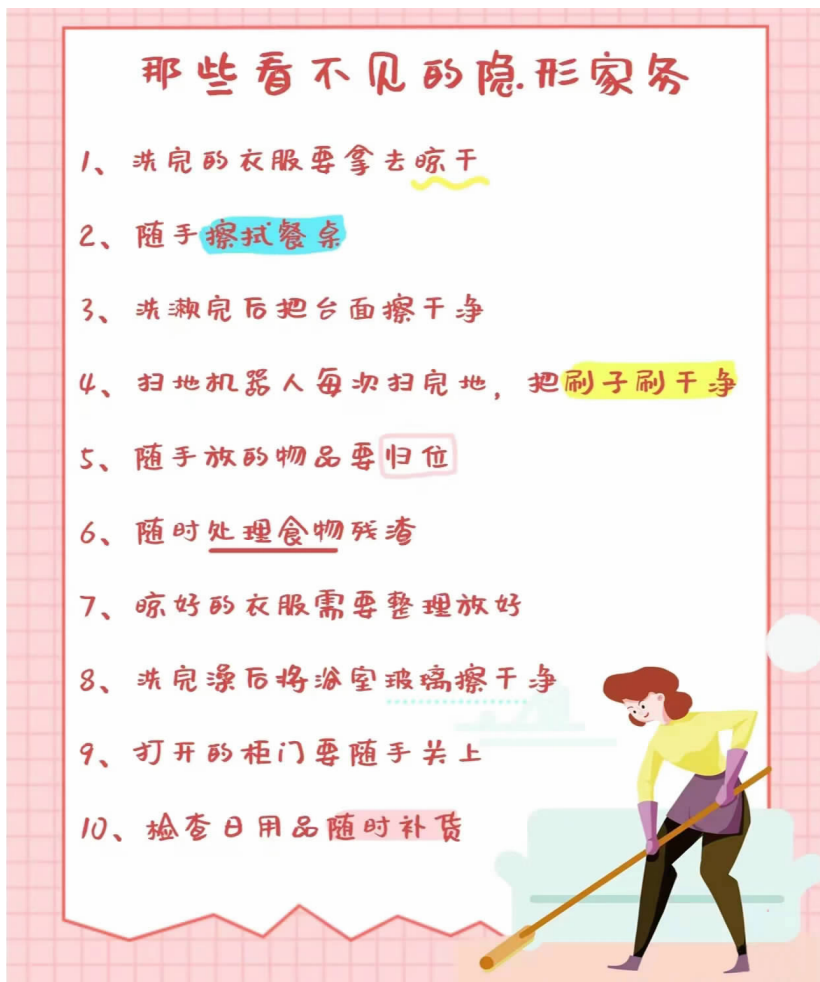 那些看不见的隐形家务
1、洗完的衣服要拿去晾干
2、随手擦拭餐桌
3、洗漱完后把台面擦干净
4、扫地机器人每次扫完地，把刷子刷干净
5、随手放的物品要归位
6、随时处理食物残渣
7、晾好的衣服需要整理放好
8、洗完澡后将浴室玻璃擦干净
9、打开的柜门要随手关上
10、检查日用品随时补货